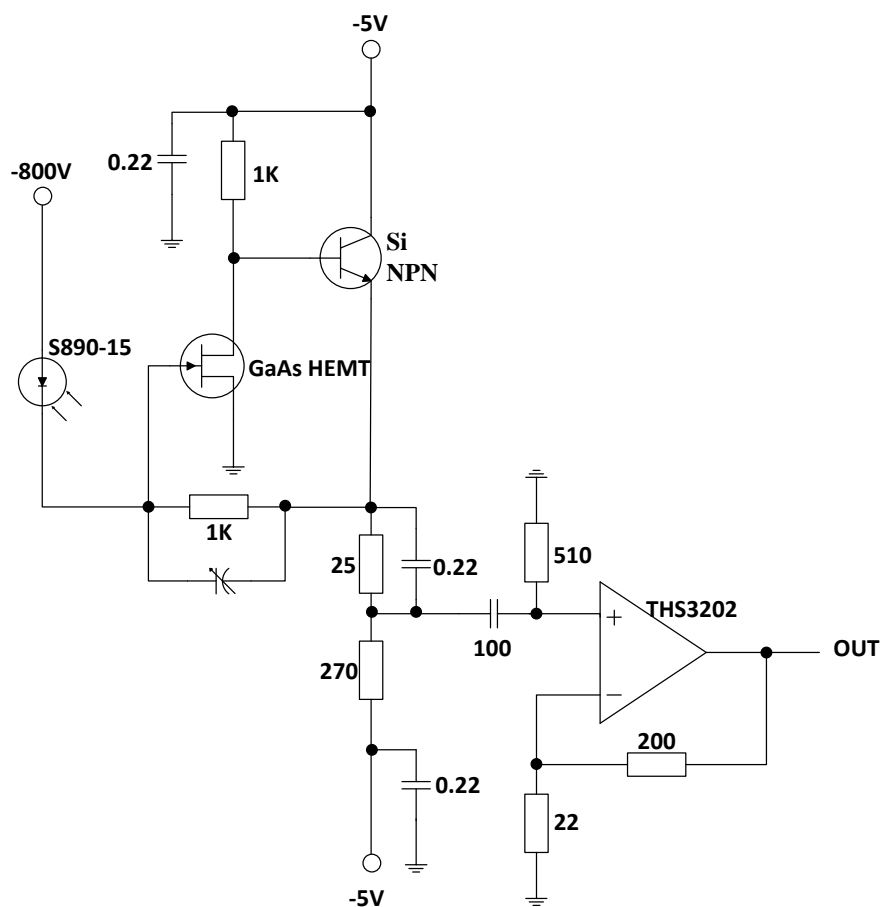 -5V
0.22
1K
-800V
Si
NPN
S890-15
GaAs HEMT
1K
25
0.22
510
THS3202
+
100
OUT
270
−
200
0.22
22
-5V